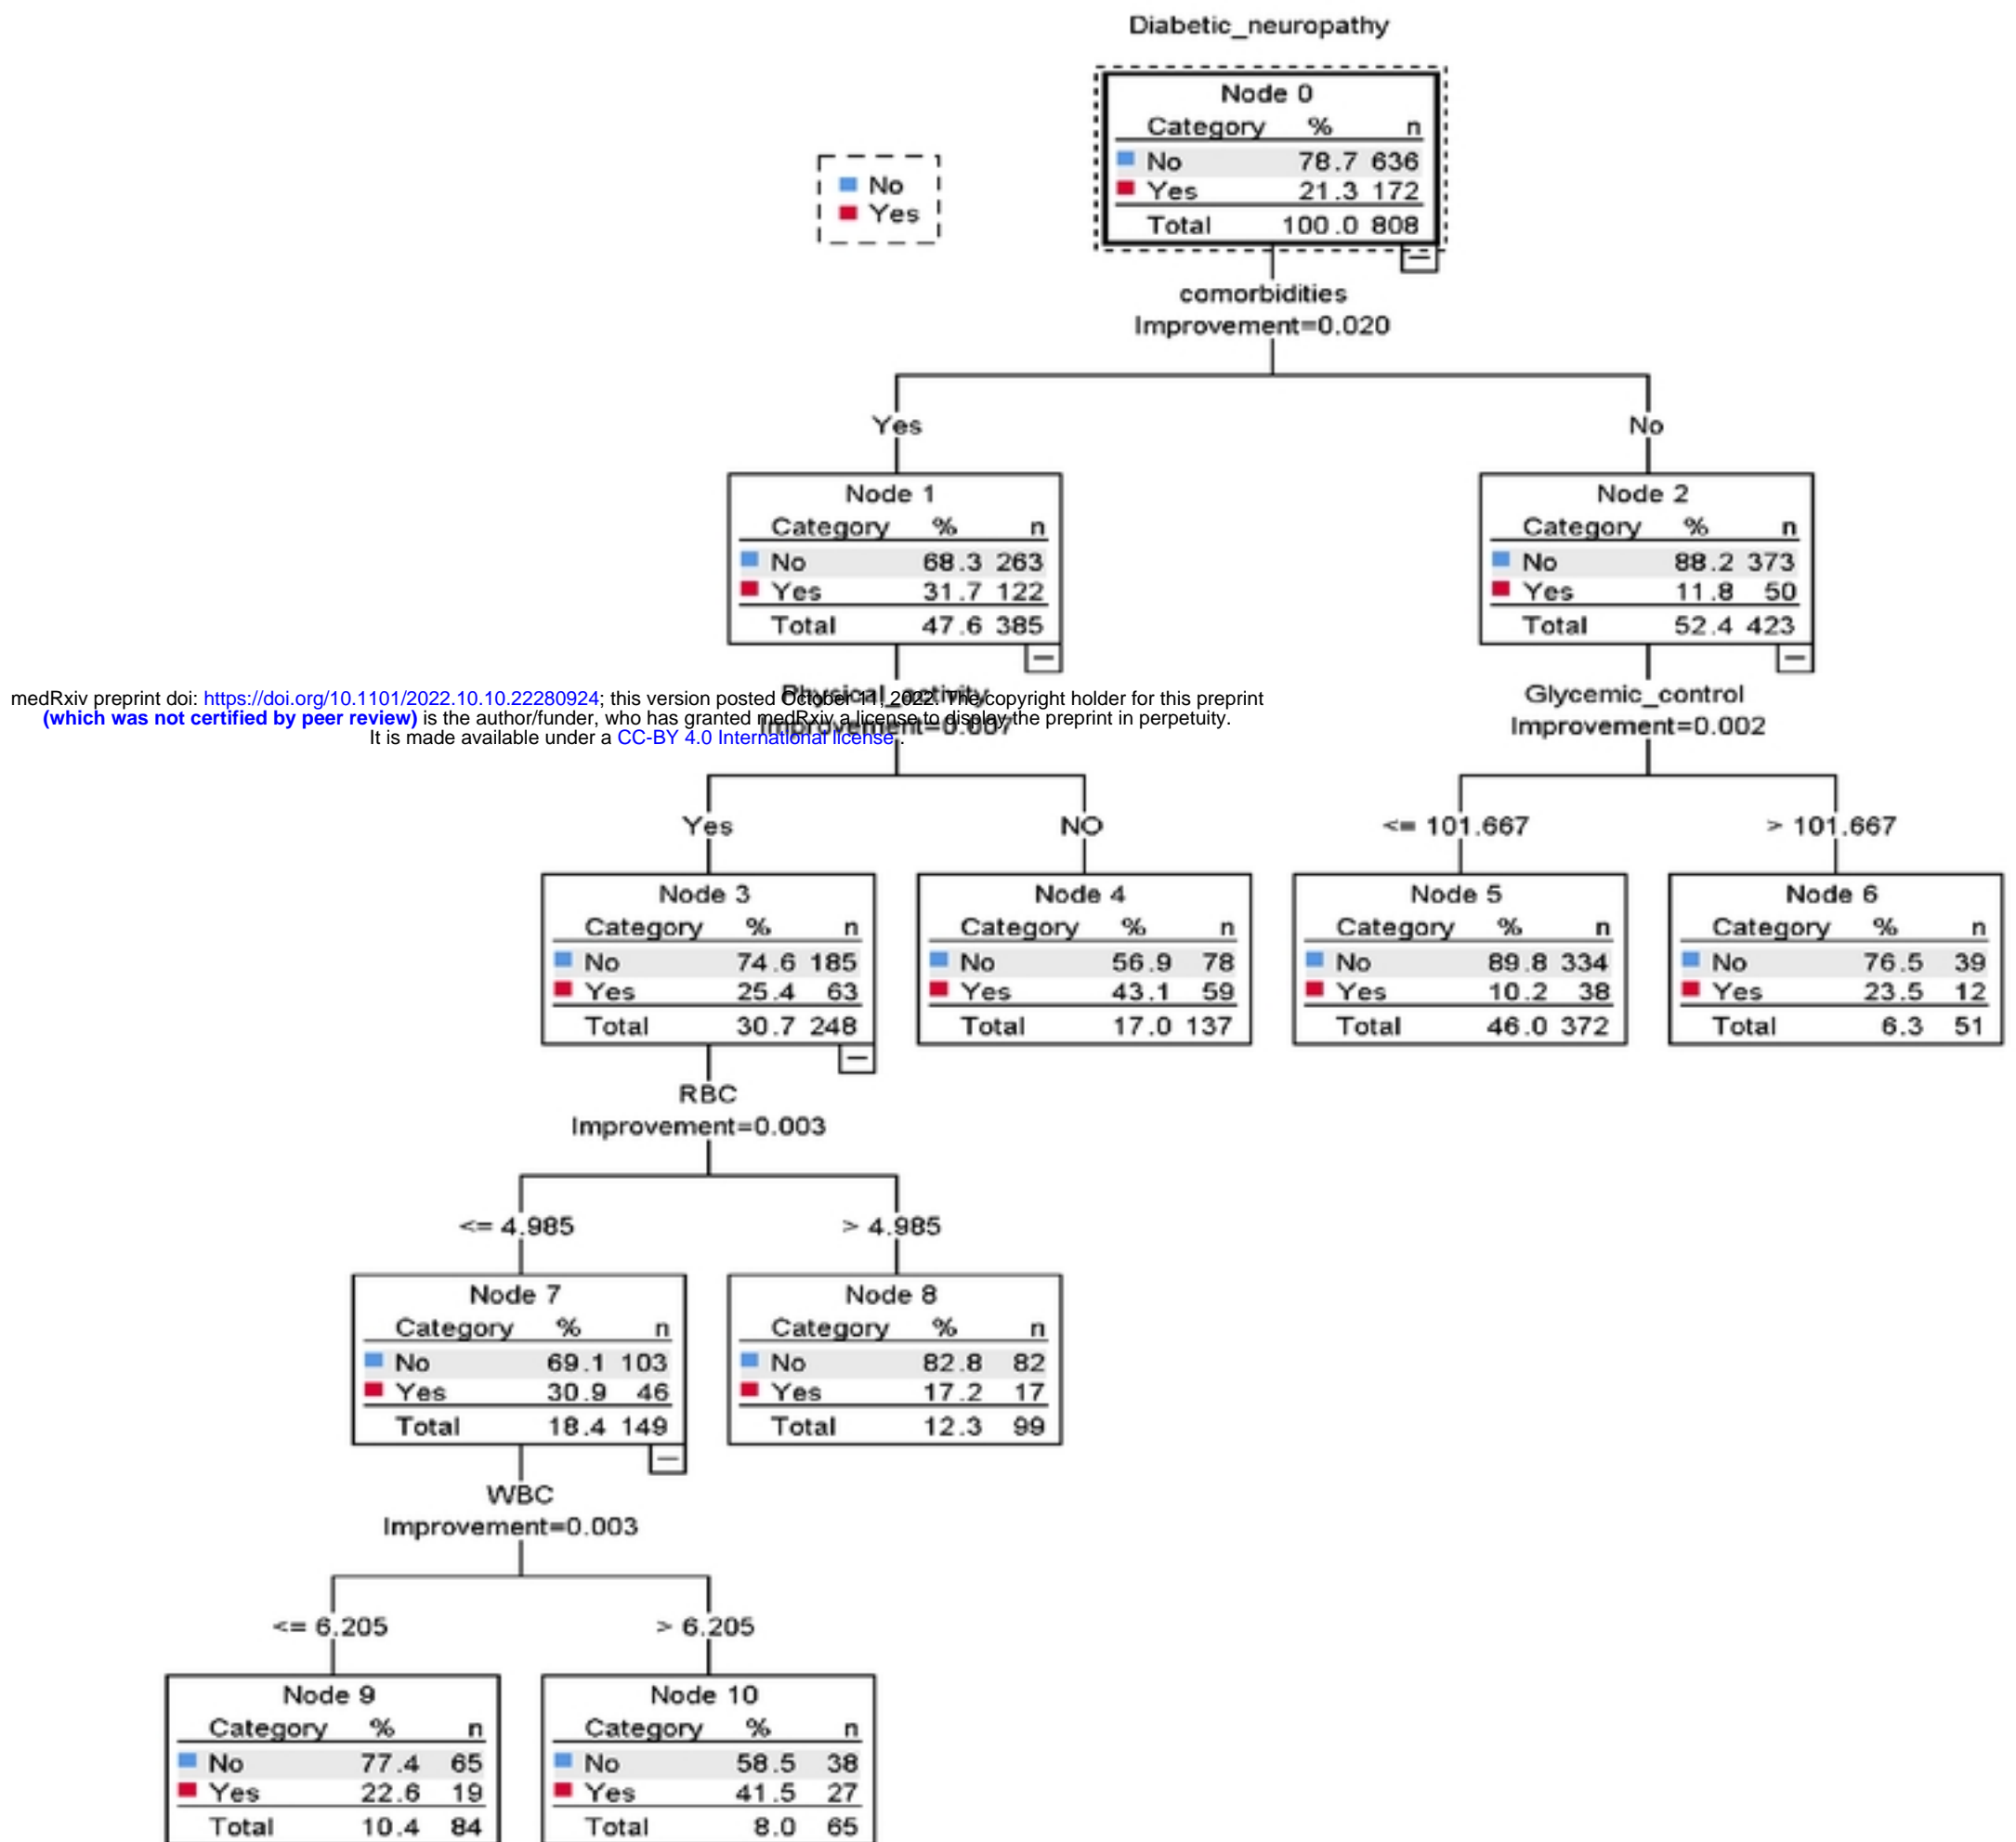 Diabetic_neuropathy
Node 0
Category % n
No 78.7 636
Yes 21.3 172
Total 100.0 808
No
Yes
comorbidities
Improvement=0.020
Yes
No
Node 1
Category % n
No 68.3 263
Yes 31.7 122
Total 47.6 385
Node 2
Category % n
No 88.2 373
Yes 11.8 50
Total 52.4 423
medRxiv preprint doi: https://doi.org/10.1101/2022.10.10.22280924; this version posted October 11, 2022. The copyright holder for this preprint
(which was not certified by peer review) is the author/funder, who has granted medRxiv a license to display the preprint in perpetuity.
It is made available under a CC-BY 4.0 International license .
Physical_activity
Improvement=0.007
Glycemic_control
Improvement=0.002
Yes
NO
<= 101.667
> 101.667
Node 3
Category % n
No 74.6 185
Yes 25.4 63
Total 30.7 248
Node 4
Category % n
No 56.9 78
Yes 43.1 59
Total 17.0 137
Node 5
Category % n
No 89.8 334
Yes 10.2 38
Total 46.0 372
Node 6
Category % n
No 76.5 39
Yes 23.5 12
Total 6.3 51
RBC
Improvement=0.003
<= 4.985
> 4.985
Node 7
Category % n
No 69.1 103
Yes 30.9 46
Total 18.4 149
Node 8
Category % n
No 82.8 82
Yes 17.2 17
Total 12.3 99
WBC
Improvement=0.003
<= 6.205
> 6.205
Node 9
Category % n
No 77.4 65
Yes 22.6 19
Total 10.4 84
Node 10
Category % n
No 58.5 38
Yes 41.5 27
Total 8.0 65